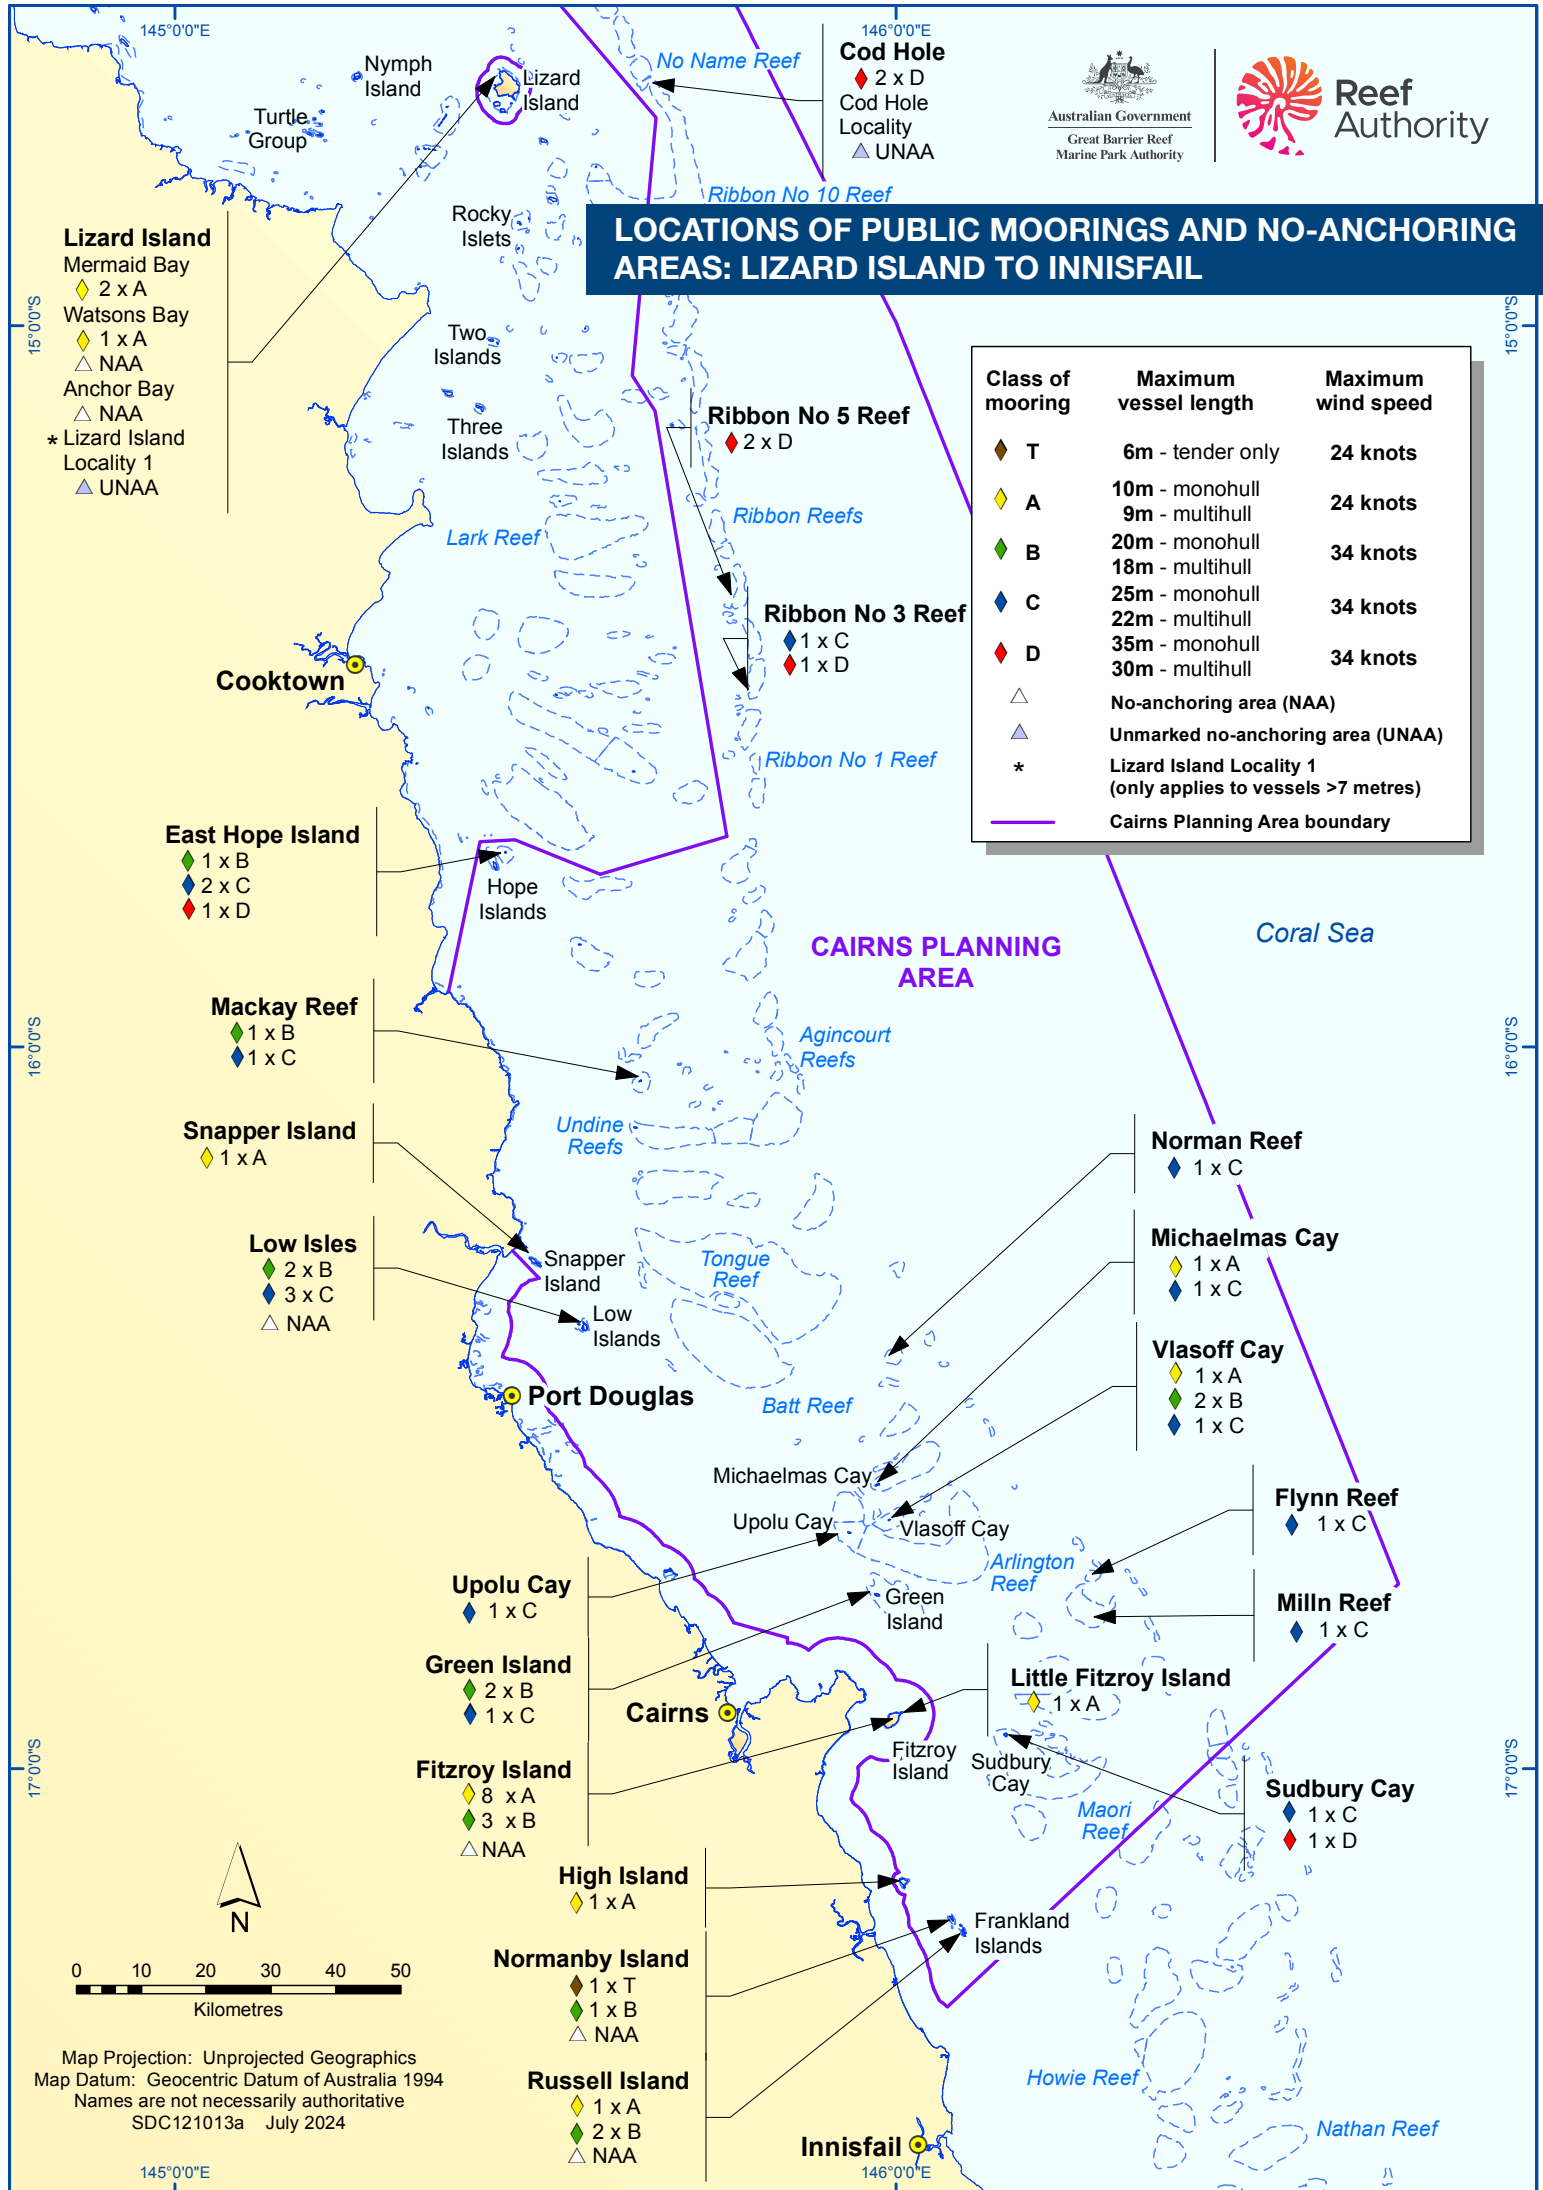 145°0'0"E
146°0'0"E
Nymph
Island
Lizard
Island
Turtle
Group
No Name Reef
Cod Hole
2 x D
Cod Hole
Locality
UNAA
Australian Government
Great Barrier Reef
Marine Park Authority
Reef
Authority
Ribbon No 10 Reef
Rocky
Islets
LOCATIONS OF PUBLIC MOORINGS AND NO-ANCHORING
AREAS: LIZARD ISLAND TO INNISFAIL
Lizard Island
Mermaid Bay
2 x A
Watsons Bay
1 x A
NAA
Anchor Bay
NAA
* Lizard Island
Locality 1
UNAA
15°0'0"S
15°0'0"S
Two
Islands
Three
Islands
Ribbon No 5 Reef
2 x D
Ribbon Reefs
Lark Reef
Class of
mooring
Maximum
vessel length
Maximum
wind speed
T
6m - tender only
24 knots
A
10m - monohull
9m - multihull
24 knots
B
20m - monohull
18m - multihull
34 knots
C
25m - monohull
22m - multihull
34 knots
D
35m - monohull
30m - multihull
34 knots
No-anchoring area (NAA)
Unmarked no-anchoring area (UNAA)
*
Lizard Island Locality 1
(only applies to vessels >7 metres)
Cairns Planning Area boundary
Ribbon No 3 Reef
1 x C
1 x D
Cooktown
Ribbon No 1 Reef
East Hope Island
1 x B
2 x C
1 x D
Hope
Islands
CAIRNS PLANNING
AREA
Coral Sea
Mackay Reef
1 x B
1 x C
Agincourt
Reefs
16°0'0"S
16°0'0"S
Snapper Island
1 x A
Undine
Reefs
Norman Reef
1 x C
Low Isles
2 x B
3 x C
NAA
Snapper
Island
Low
Islands
Tongue
Reef
Michaelmas Cay
1 x A
1 x C
Vlasoff Cay
1 x A
2 x B
1 x C
Port Douglas
Batt Reef
Michaelmas Cay
Upolu Cay
Vlasoff Cay
Flynn Reef
1 x C
Arlington
Reef
Upolu Cay
1 x C
Green
Island
Milln Reef
1 x C
Green Island
2 x B
1 x C
Little Fitzroy Island
1 x A
Cairns
Fitzroy
Island
Sudbury
Cay
17°0'0"S
17°0'0"S
Fitzroy Island
8 x A
3 x B
NAA
Maori
Reef
Sudbury Cay
1 x C
1 x D
High Island
1 x A
N
Frankland
Islands
Normanby Island
1 x T
1 x B
NAA
0 10 20 30 40 50
Kilometres
Map Projection: Unprojected Geographics
Map Datum: Geocentric Datum of Australia 1994
Names are not necessarily authoritative
SDC121013a July 2024
Russell Island
1 x A
2 x B
NAA
Howie Reef
Nathan Reef
Innisfail
145°0'0"E
146°0'0"E